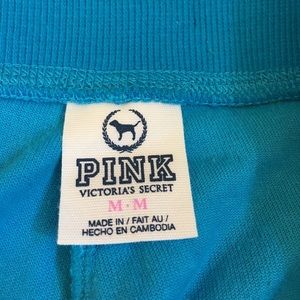 PINK
VICTORIA'S SECRET
M • M
MADE IN / FAIT AU /
HECHO EN CAMBODIA